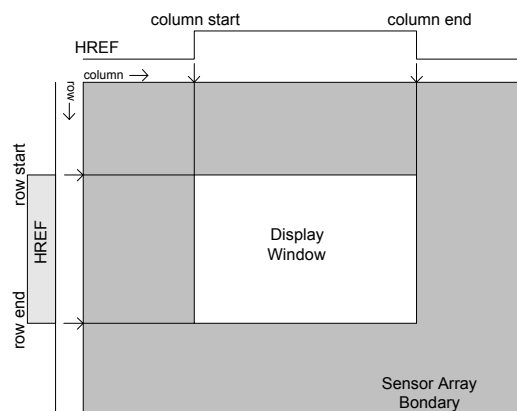 column start
column end
HREF
column
row
row start
HREF
row end
Display
Window
Sensor Array
Bondary